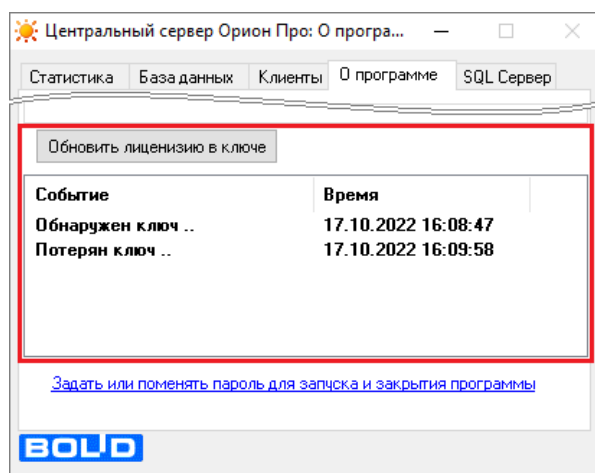 Центральный сервер Орион Про: О програ...
Статистика База данных Клиенты О программе SQL Сервер
Обновить лиценизию в ключе
Событие Время
Обнаружен ключ .. 17.10.2022 16:08:47
Потерян ключ .. 17.10.2022 16:09:58
Задать или поменять пароль для запуска и закрытия программы
BOLID